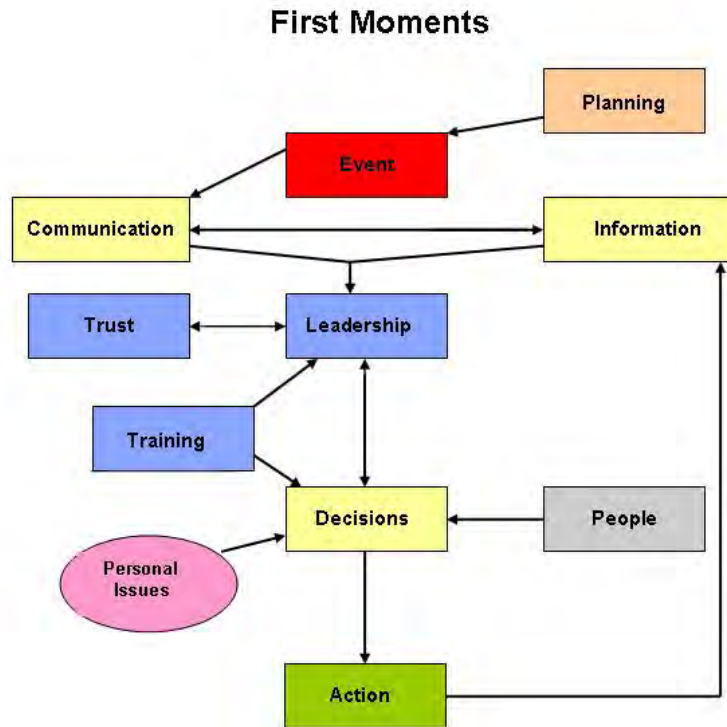 First Moments
Planning
Event
Communication
Information
Trust
Leadership
Training
Decisions
People
Personal
Issues
Action